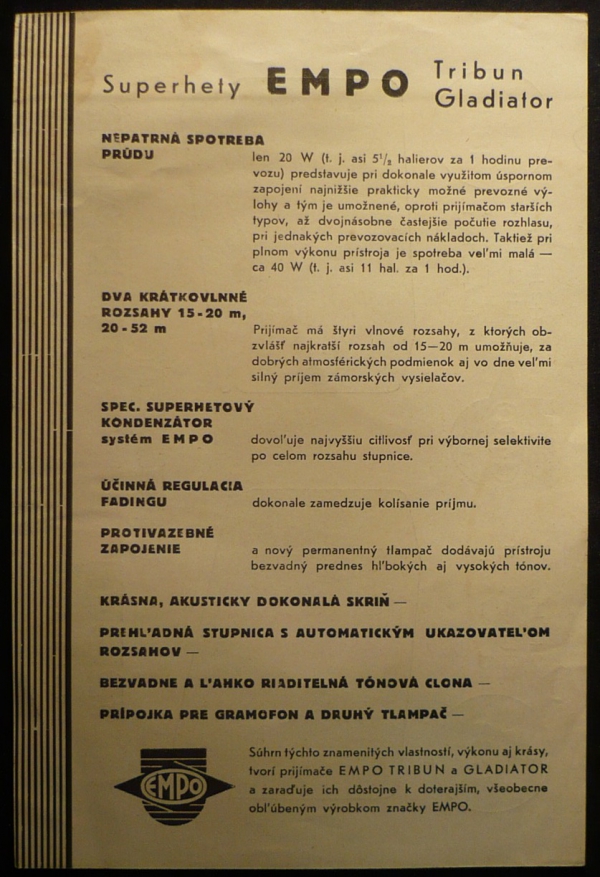 Superhety EMPO Tribun
Gladiator
NEPATRNÁ SPOTREBA
PRÚDU
len 20 W (t. j. asi 5¹/₂ halierov za 1 hodinu pre-
vozu) predstavuje pri dokonale využitom úspornom
zapojení najnižšie prakticky možné prevozné vý-
lohy a tým je umožnené, oproti prijímačom starších
typov, až dvojnásobne častejšie počutie rozhlasu,
pri jednakých prevozovacích nákladoch. Taktiež pri
plnom výkonu prístroja je spotreba veľmi malá —
ca 40 W (t. j. asi 11 hal. za 1 hod.).
DVA KRÁTKOVLNNÉ
ROZSAHY 15-20 m,
20-52 m
Prijímač má štyri vlnové rozsahy, z ktorých ob-
zvlášť najkratší rozsah od 15—20 m umožňuje, za
dobrých atmosférických podmienok aj vo dne veľmi
silný príjem zámorských vysielačov.
SPEC. SUPERHETOVÝ
KONDENZÁTOR
systém EMPO
dovoľuje najvyššiu citlivosť pri výbornej selektivite
po celom rozsahu stupnice.
ÚČINNÁ REGULACIA
FADINGU
dokonale zamedzuje kolísanie príjmu.
PROTIVAZEBNÉ
ZAPOJENIE
a nový permanentný tlampač dodávajú prístroju
bezvadný prednes hľbokých aj vysokých tónov.
KRÁSNA, AKUSTICKY DOKONALÁ SKRIŇ —
PREHĽADNÁ STUPNICA S AUTOMATICKÝM UKAZOVATEĽOM
ROZSAHOV —
BEZVADNE A ĽAHKO RIADITELNÁ TÓNOVÁ CLONA —
PRÍPOJKA PRE GRAMOFON A DRUHÝ TLAMPAČ —
Súhrn týchto znamenitých vlastností, výkonu aj krásy,
tvorí prijímače EMPO TRIBUN a GLADIATOR
a zaraďuje ich dôstojne k doterajším, všeobecne
obľúbeným výrobkom značky EMPO.
EMPO